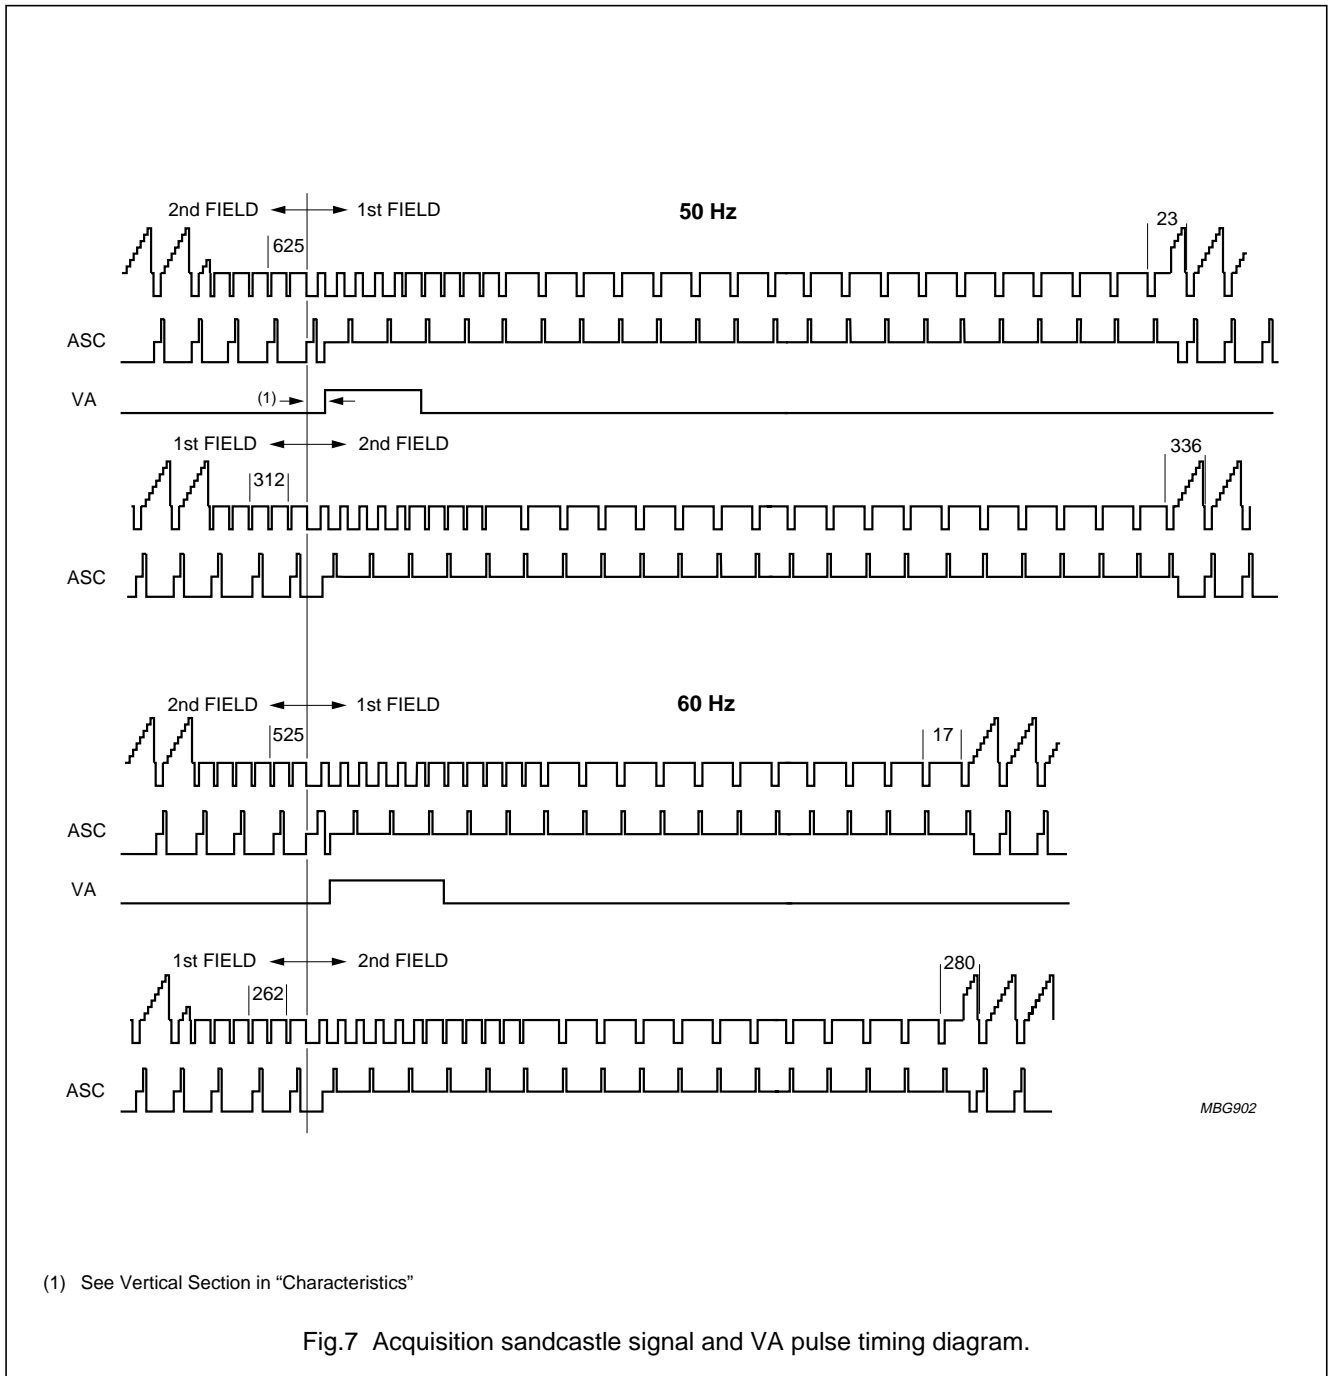 2nd FIELD 1st FIELD 50 Hz 23
625
ASC
VA (1)
1st FIELD 2nd FIELD 336
312
ASC
2nd FIELD 1st FIELD 60 Hz
525 17
ASC
VA
1st FIELD 2nd FIELD 280
262
ASC
MBG902
(1) See Vertical Section in “Characteristics”
Fig.7 Acquisition sandcastle signal and VA pulse timing diagram.